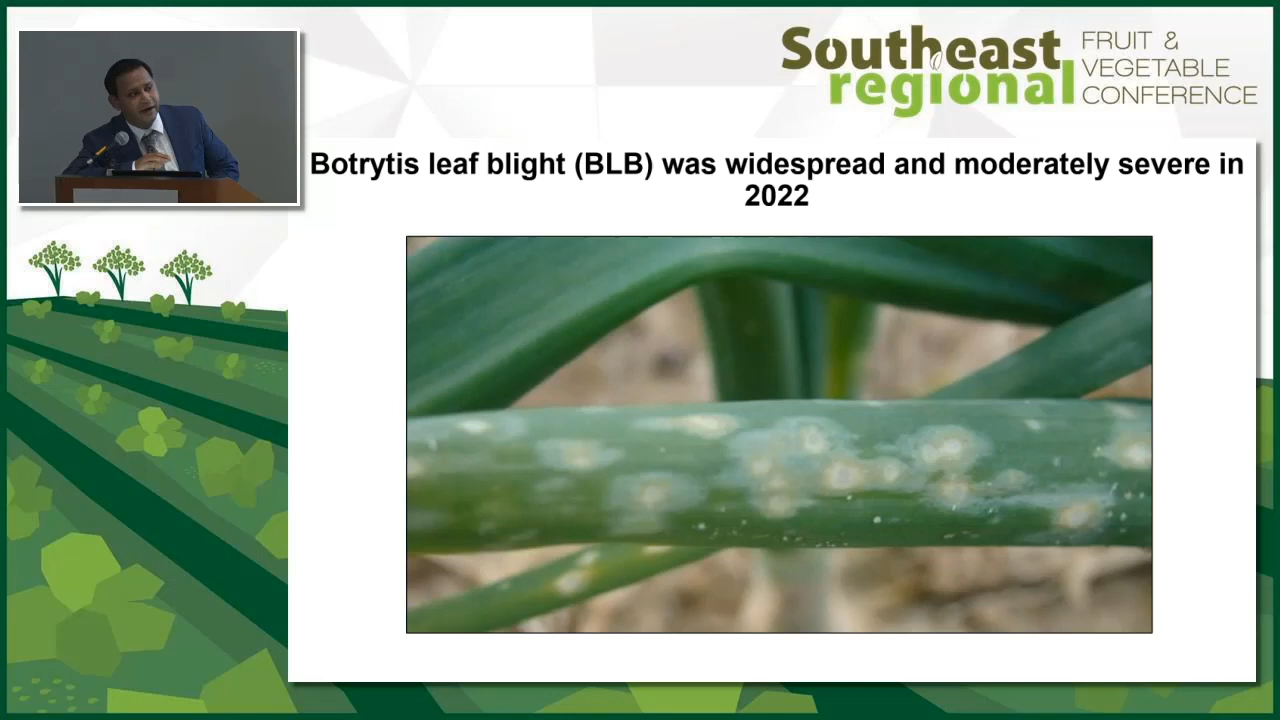 Southeast
regional
FRUIT &
VEGETABLE
CONFERENCE
Botrytis leaf blight (BLB) was widespread and moderately severe in
2022